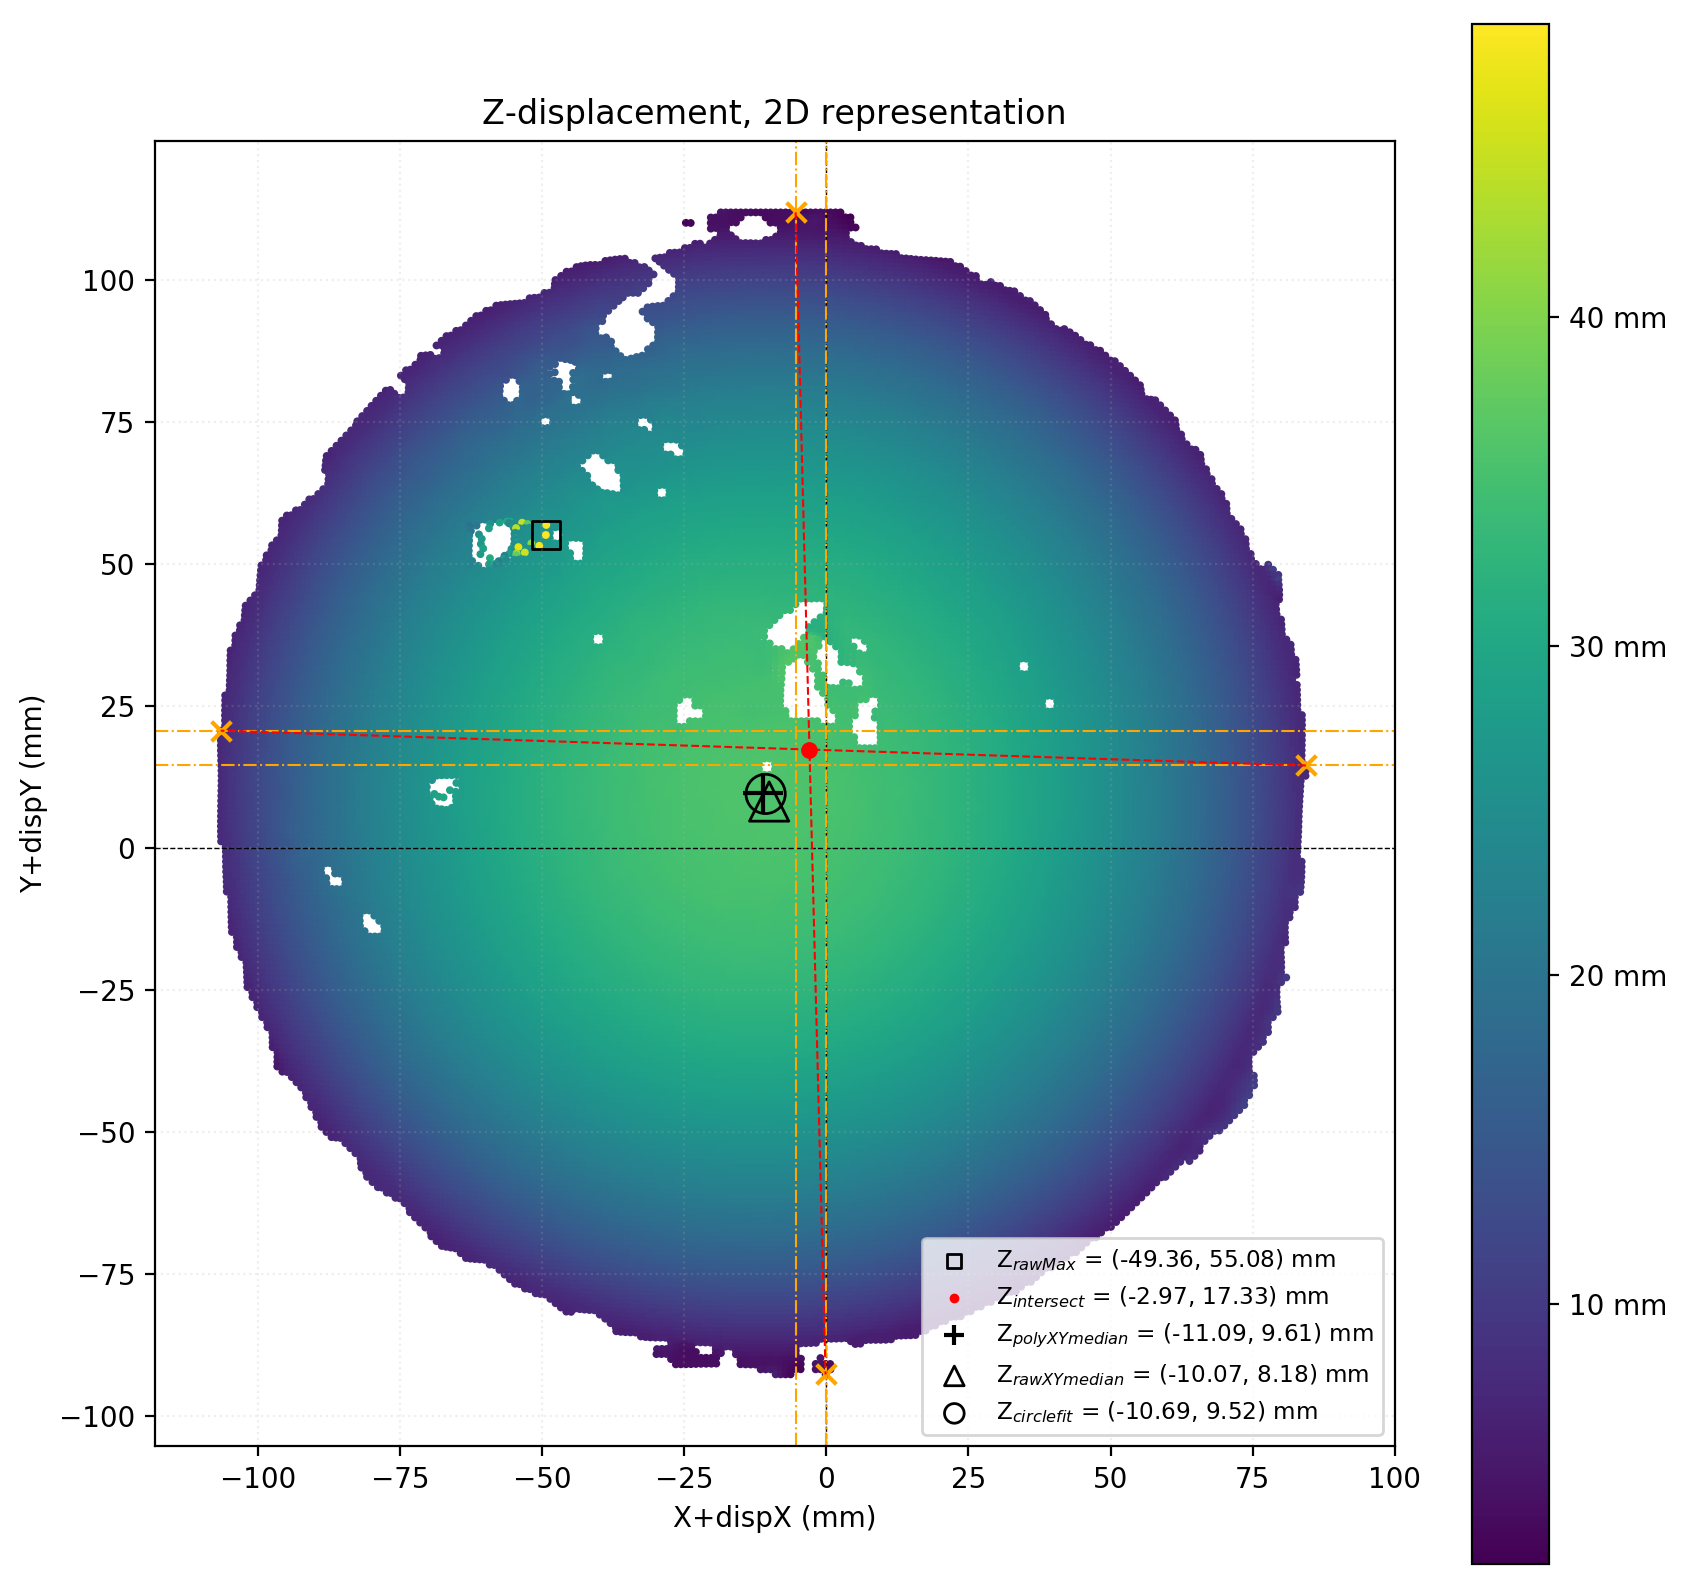 Z-displacement, 2D representation
40 mm
30 mm
20 mm
10 mm
Y+dispY (mm)
100
75
50
25
0
−25
−50
−75
−100
−100
−75
−50
−25
0
25
50
75
100
X+dispX (mm)
Z_rawMax = (-49.36, 55.08) mm
Z_intersect = (-2.97, 17.33) mm
Z_polyXYmedian = (-11.09, 9.61) mm
Z_rawXYmedian = (-10.07, 8.18) mm
Z_circlefit = (-10.69, 9.52) mm